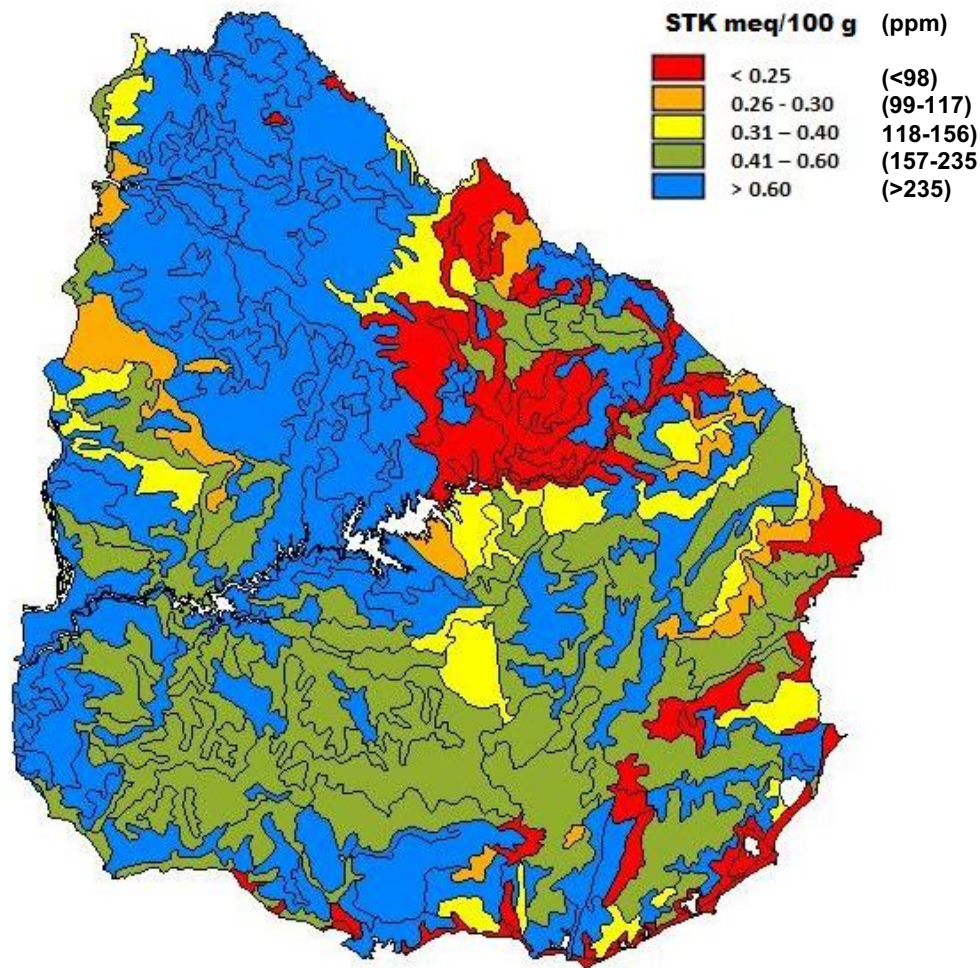 STK meq/100 g (ppm)
< 0.25 (<98)
0.26 - 0.30 (99-117)
0.31 – 0.40 118-156)
0.41 – 0.60 (157-235
> 0.60 (>235)